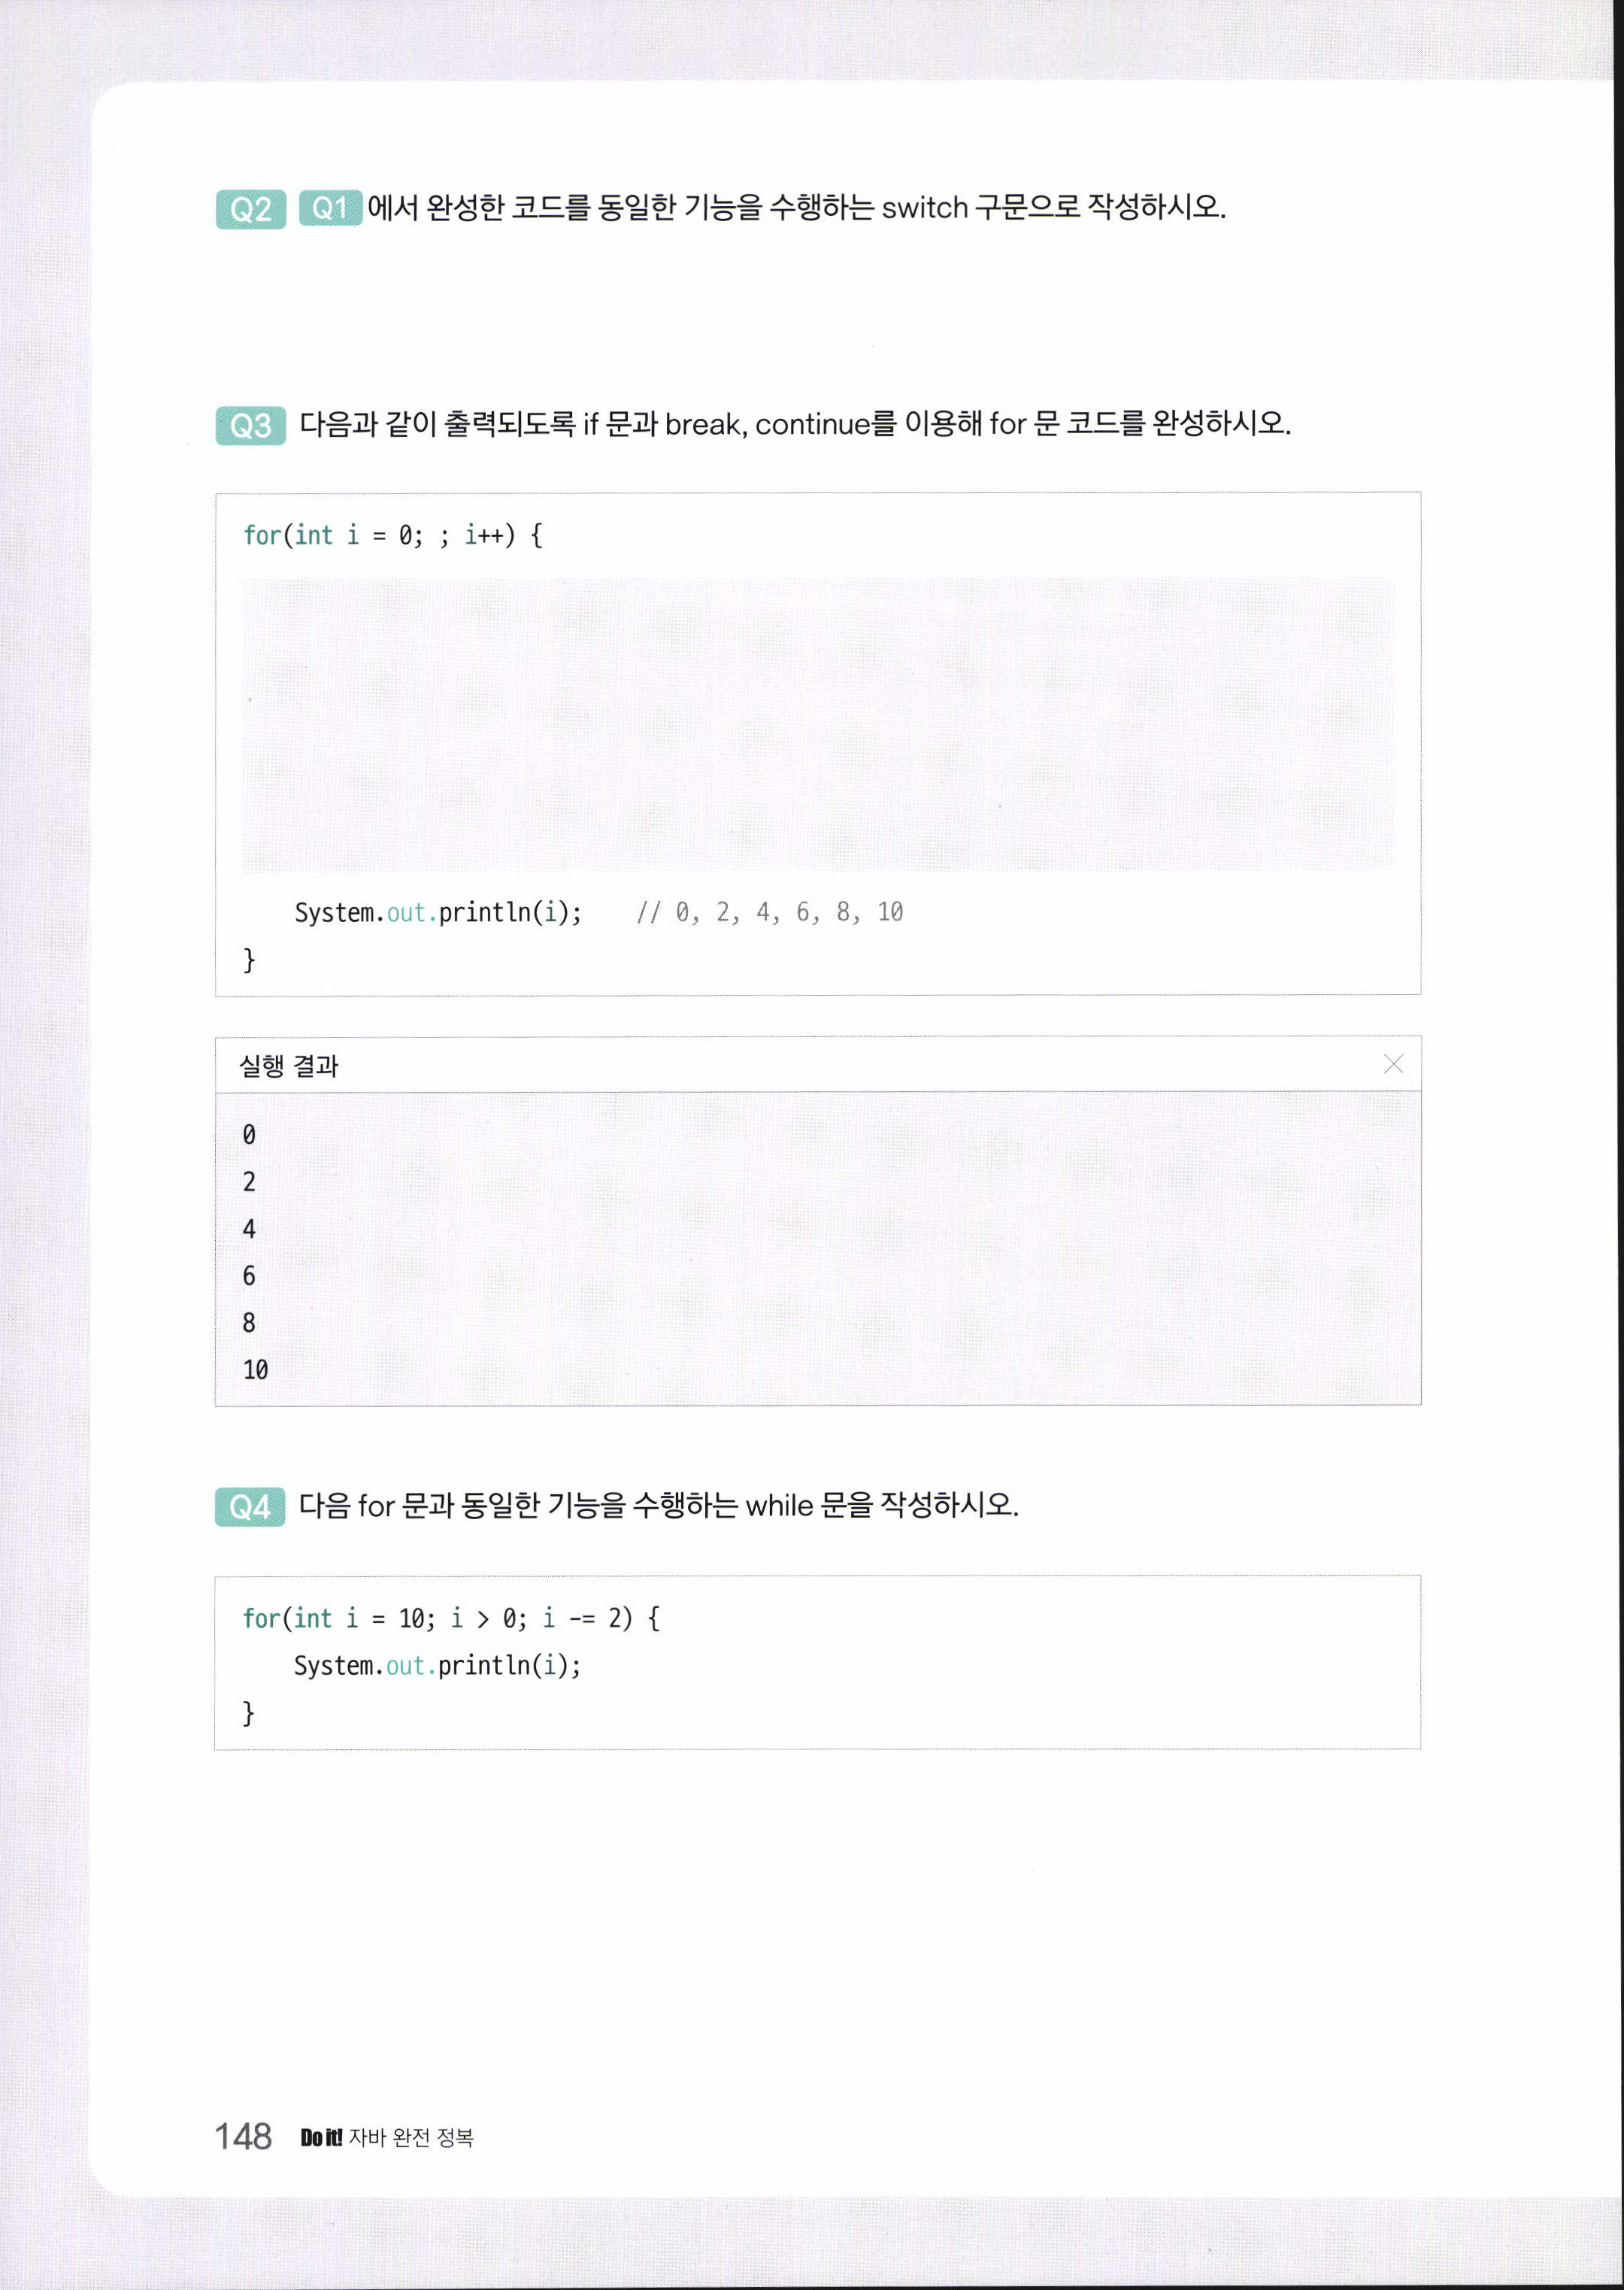 Q2 Q1 에서 완성한 코드를 동일한 기능을 수행하는 switch 구문으로 작성하시오.
Q3 다음과 같이 출력되도록 if 문과 break, continue를 이용해 for 문 코드를 완성하시오.
for(int i = 0; ; i++) {
System.out.println(i); // 0, 2, 4, 6, 8, 10
}
실행 결과
0
2
4
6
8
10
Q4 다음 for 문과 동일한 기능을 수행하는 while 문을 작성하시오.
for(int i = 10; i > 0; i -= 2) {
System.out.println(i);
}
148 Do it! 자바 완전 정복